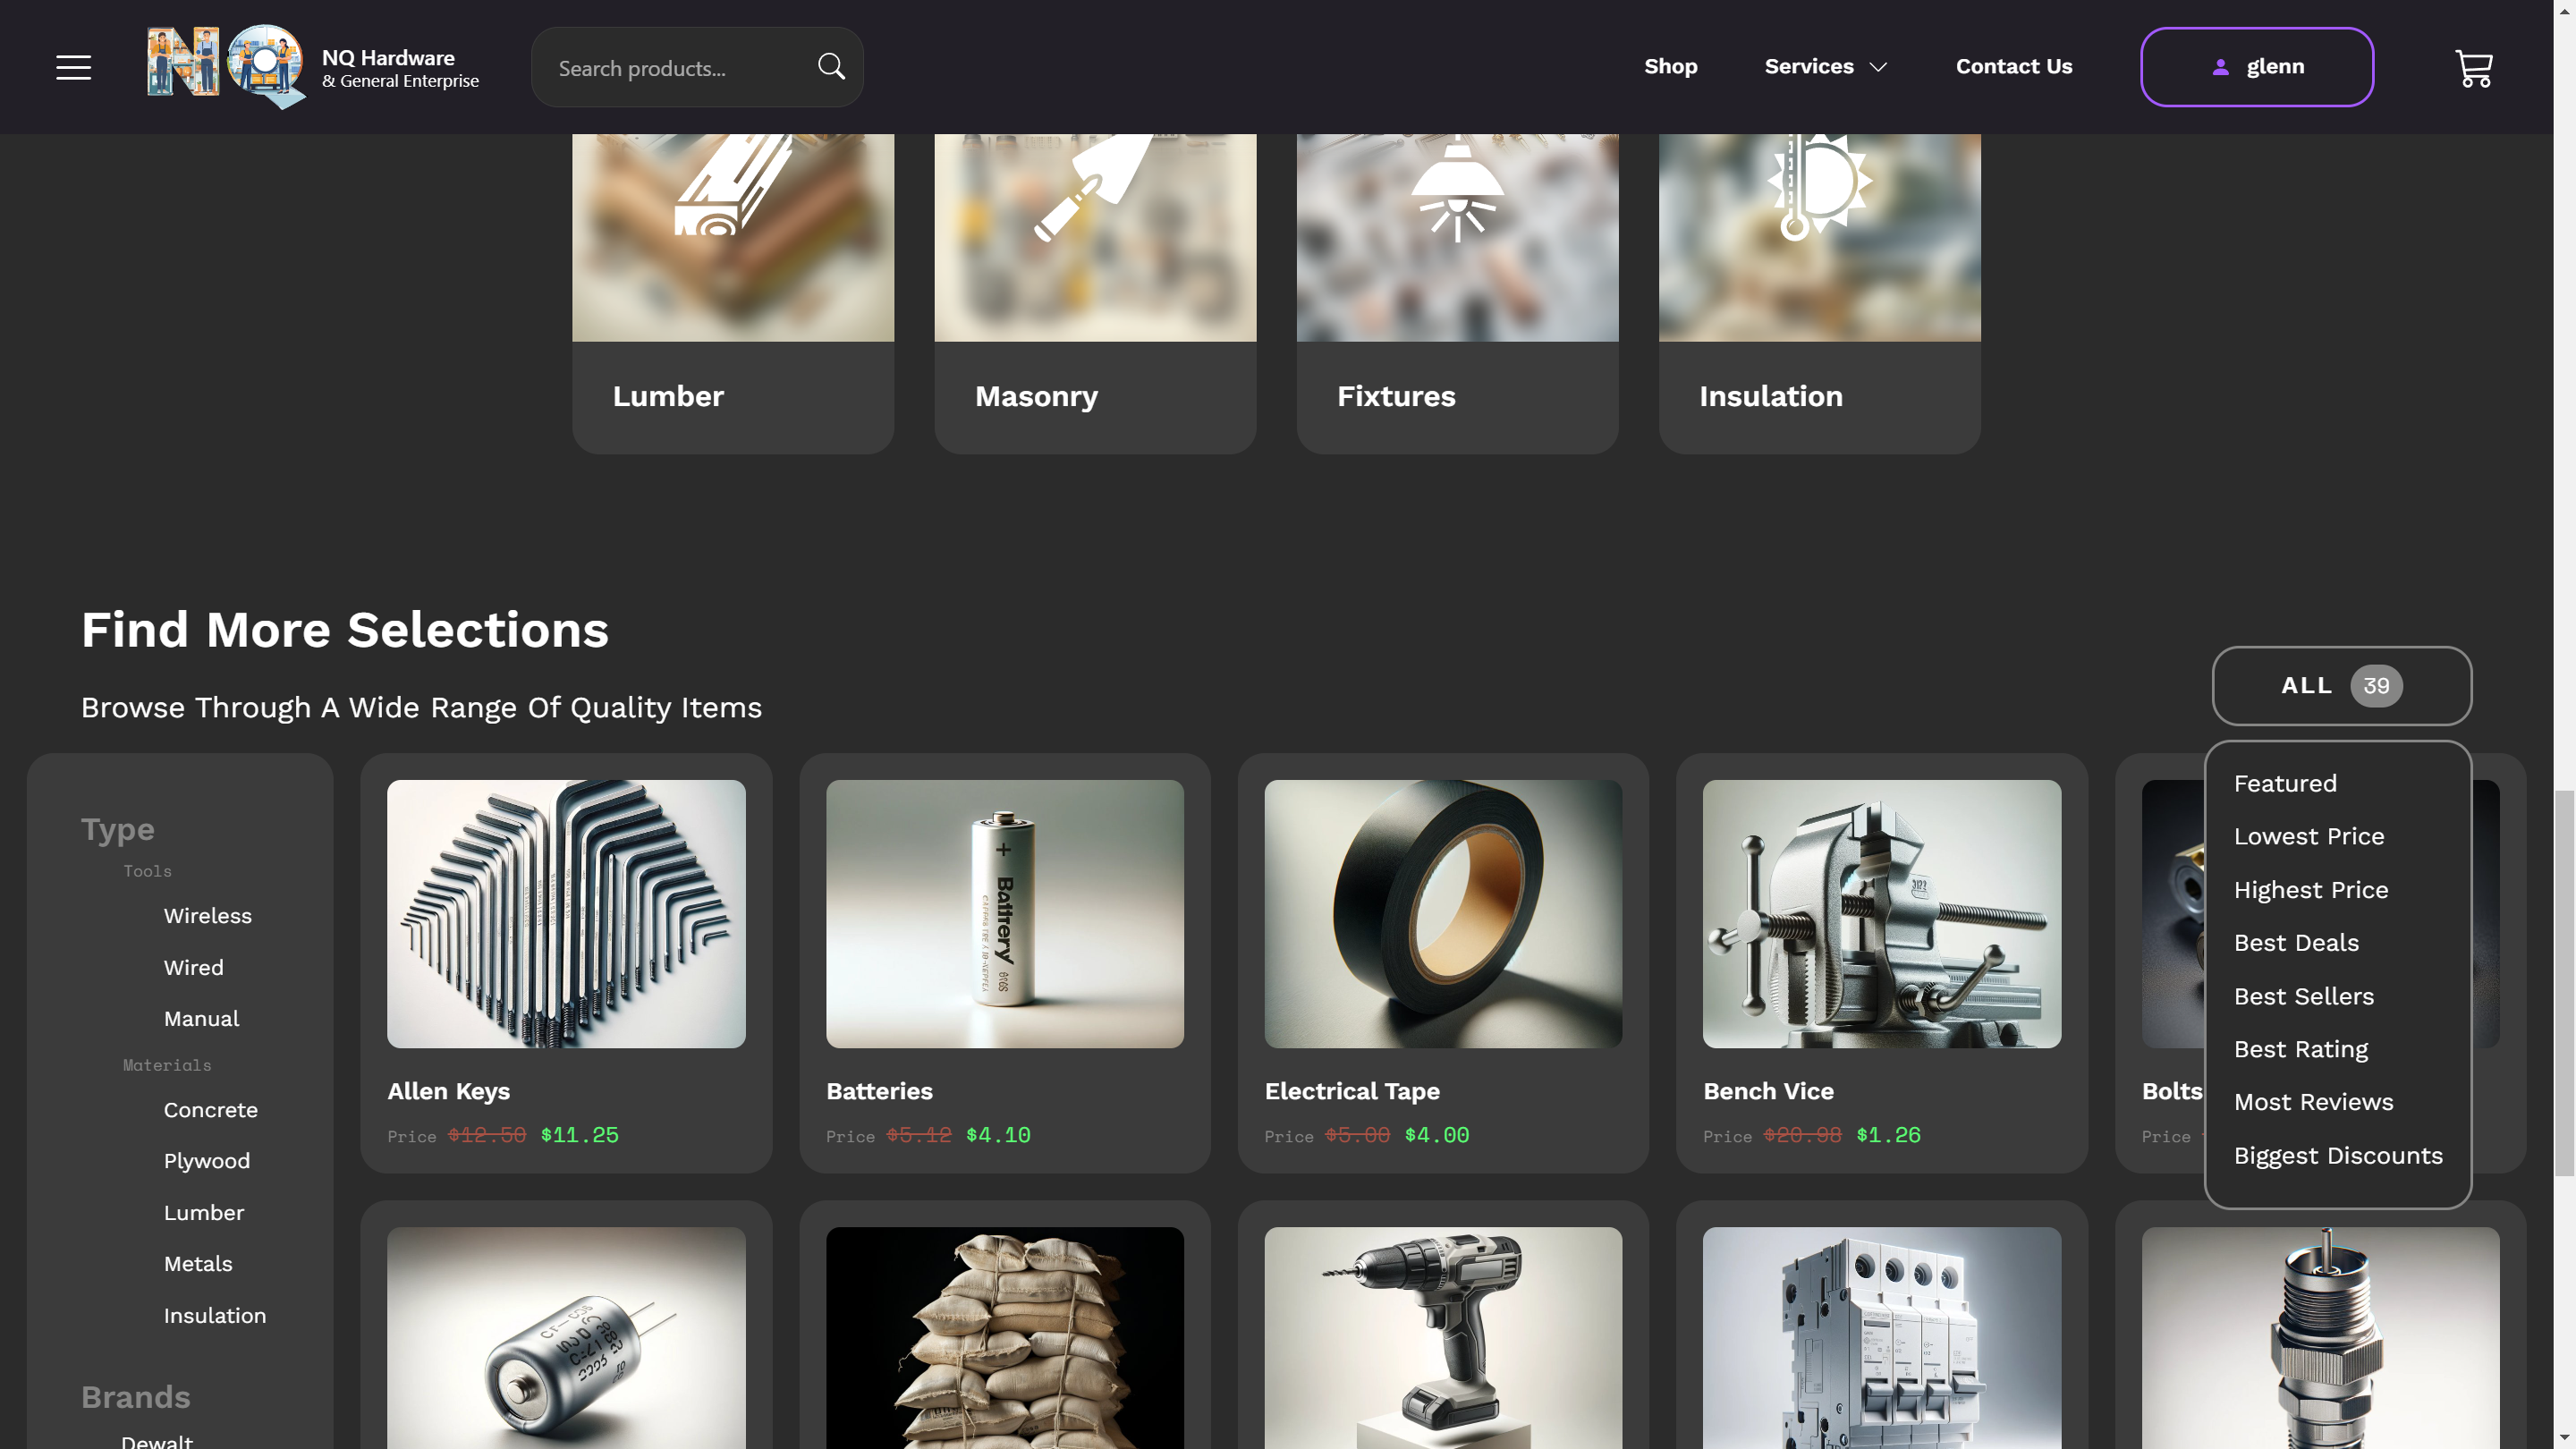 NQ
NQ Hardware
& General Enterprise
Search products...
Shop
Services
Contact Us
glenn
Lumber
Masonry
Fixtures
Insulation
Find More Selections
Browse Through A Wide Range Of Quality Items
ALL 39
Featured
Lowest Price
Highest Price
Best Deals
Best Sellers
Best Rating
Most Reviews
Biggest Discounts
Type
Tools
Wireless
Wired
Manual
Materials
Concrete
Plywood
Lumber
Metals
Insulation
Brands
Dewalt
Allen Keys
Price $12.50 $11.25
Batteries
Price $5.12 $4.10
Electrical Tape
Price $5.00 $4.00
Bench Vice
Price $20.98 $1.26
Bolts
Price